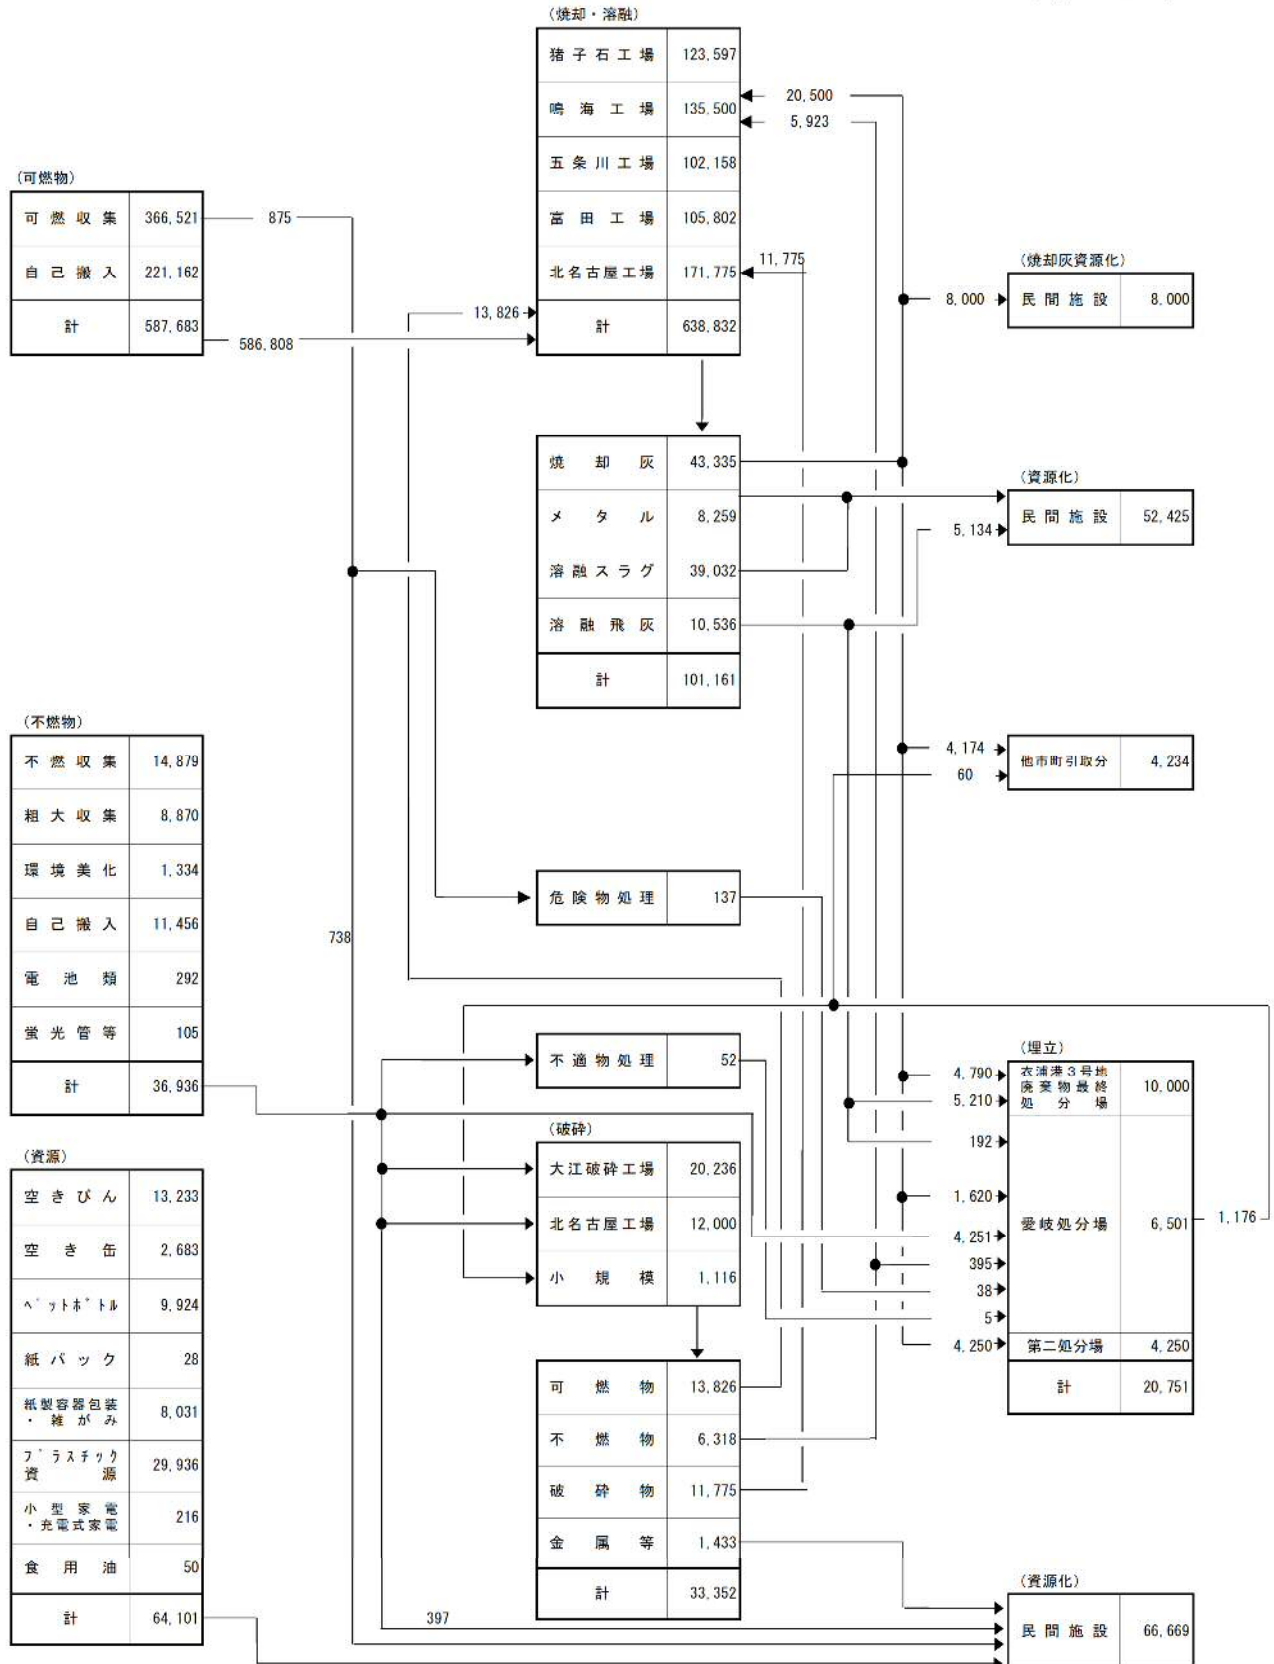 （焼却・溶融）
猪子石工場 123,597
鳴海工場 135,500
五条川工場 102,158
富田工場 105,802
北名古屋工場 171,775
計 638,832
20,500
5,923
11,775
13,826
（可燃物）
可燃収集 366,521
自己搬入 221,162
計 587,683
875
586,808
（焼却灰資源化）
8,000
民間施設 8,000
焼却灰 43,335
メタル 8,259
溶融スラグ 39,032
溶融飛灰 10,536
計 101,161
（資源化）
民間施設 52,425
5,134
（不燃物）
不燃収集 14,879
粗大収集 8,870
環境美化 1,334
自己搬入 11,456
電池類 292
蛍光管等 105
計 36,936
4,174
60
他市町引取分 4,234
危険物処理 137
738
不適物処理 52
（破砕）
大江破砕工場 20,236
北名古屋工場 12,000
小規模 1,116
（埋立）
4,790
5,210
衣浦港３号地
廃棄物最終
処分場
10,000
192
1,620
4,251
395
38
5
愛岐処分場 6,501
1,176
4,250
第二処分場 4,250
計 20,751
（資源）
空きびん 13,233
空き缶 2,683
ﾍﾟｯﾄﾎﾞﾄﾙ 9,924
紙パック 28
紙製容器包装
・雑がみ
8,031
ﾌﾟﾗｽﾁｯｸ
資源
29,936
小型家電
・充電式家電
216
食用油 50
計 64,101
可燃物 13,826
不燃物 6,318
破砕物 11,775
金属等 1,433
計 33,352
397
（資源化）
民間施設 66,669